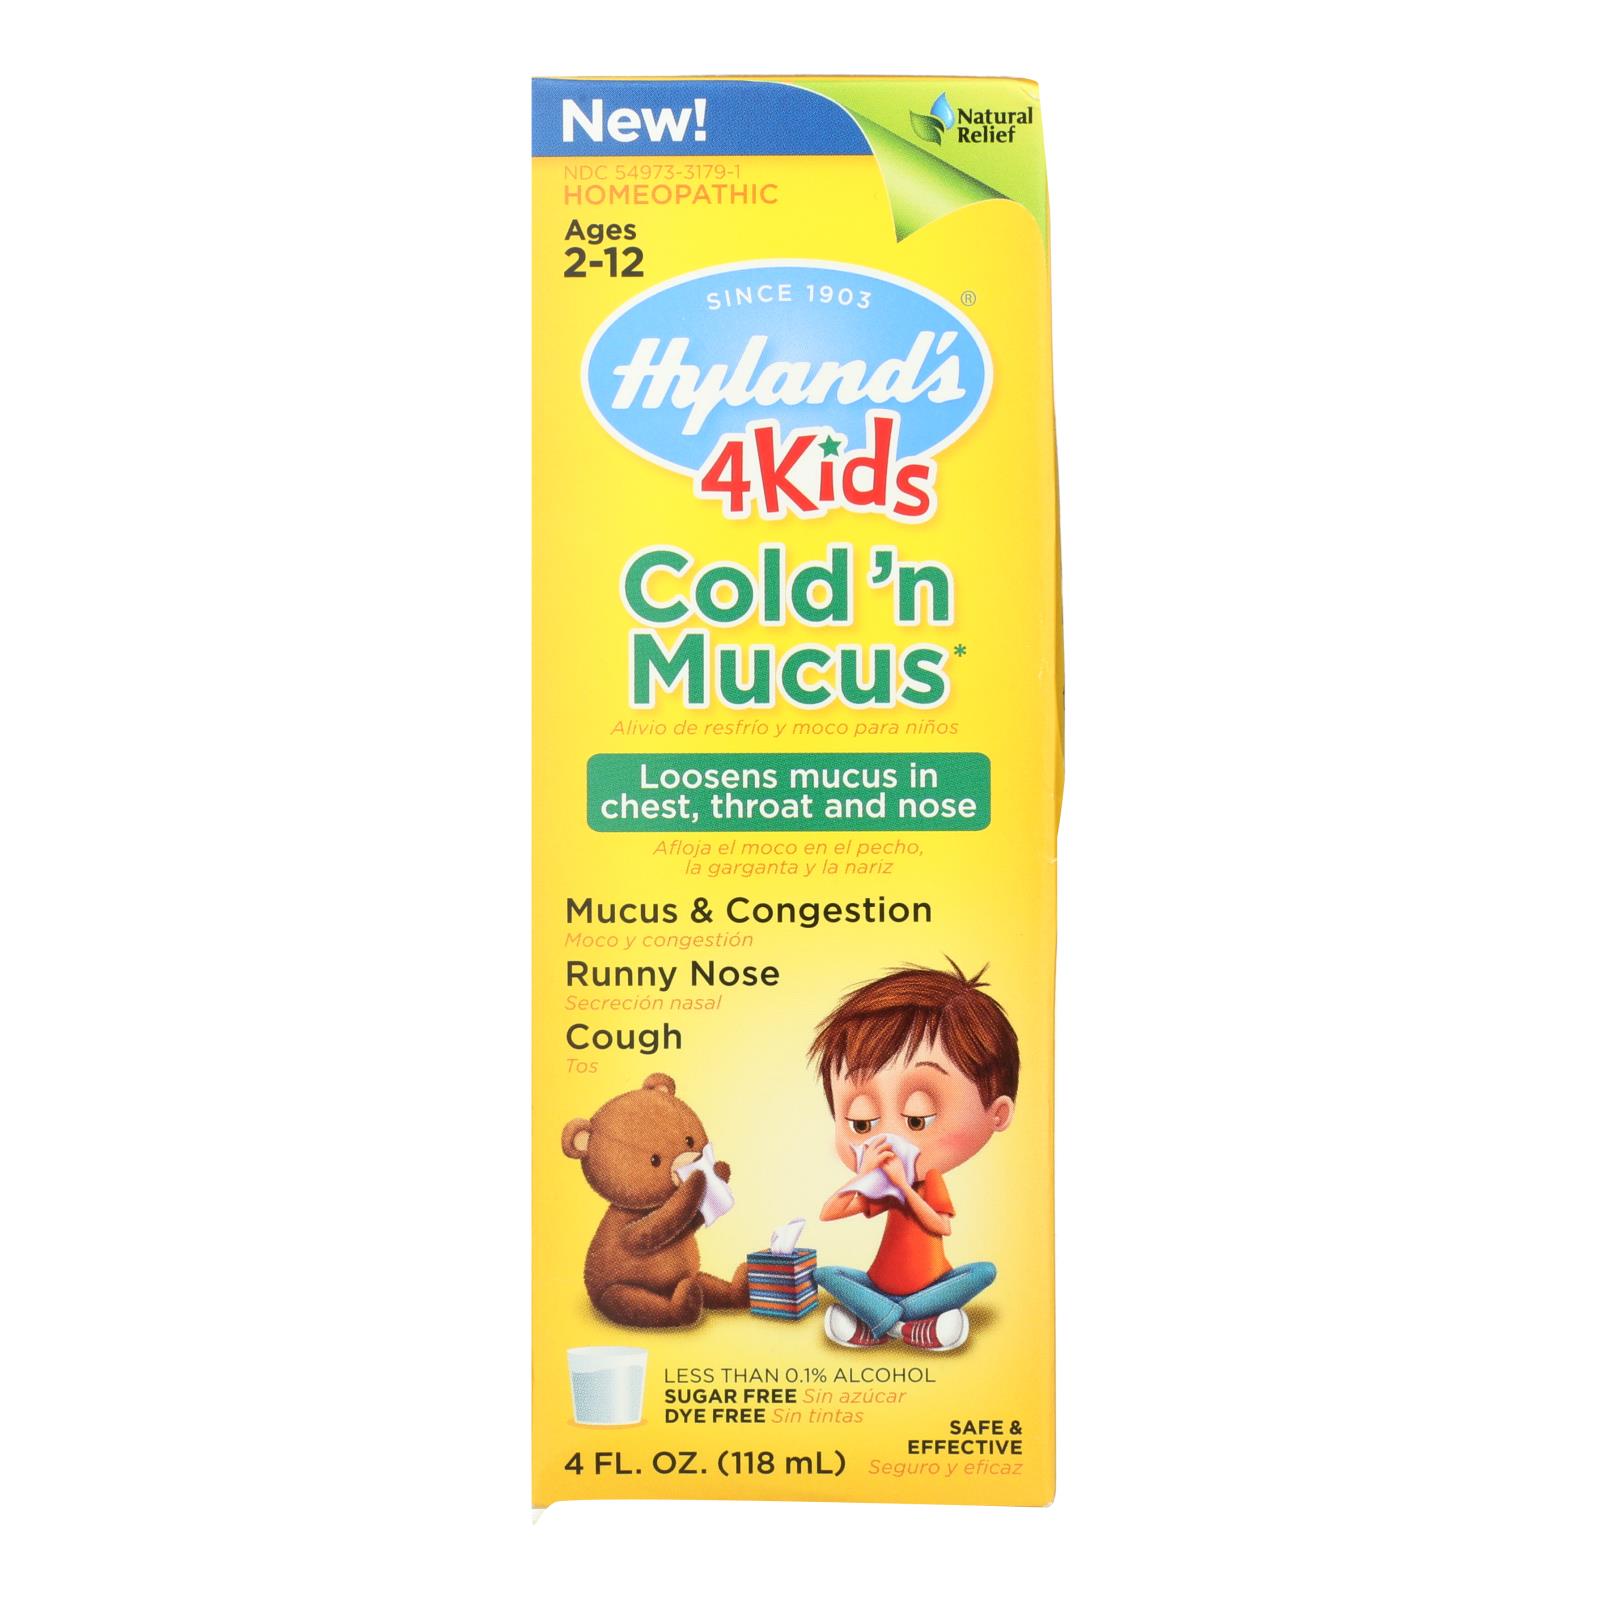 New!
Natural
Relief
NDC 54973-3179-1
HOMEOPATHIC
Ages
2-12
SINCE 1903
®
Hyland's
4Kids
Cold 'n
Mucus*
Alivio de resfrío y moco para niños
Loosens mucus in
chest, throat and nose
Afloja el moco en el pecho,
la garganta y la nariz
Mucus & Congestion
Moco y congestión
Runny Nose
Secreción nasal
Cough
Tos
LESS THAN 0.1% ALCOHOL
SUGAR FREE Sin azúcar
DYE FREE Sin tintas
SAFE &
EFFECTIVE
Seguro y eficaz
4 FL. OZ. (118 mL)